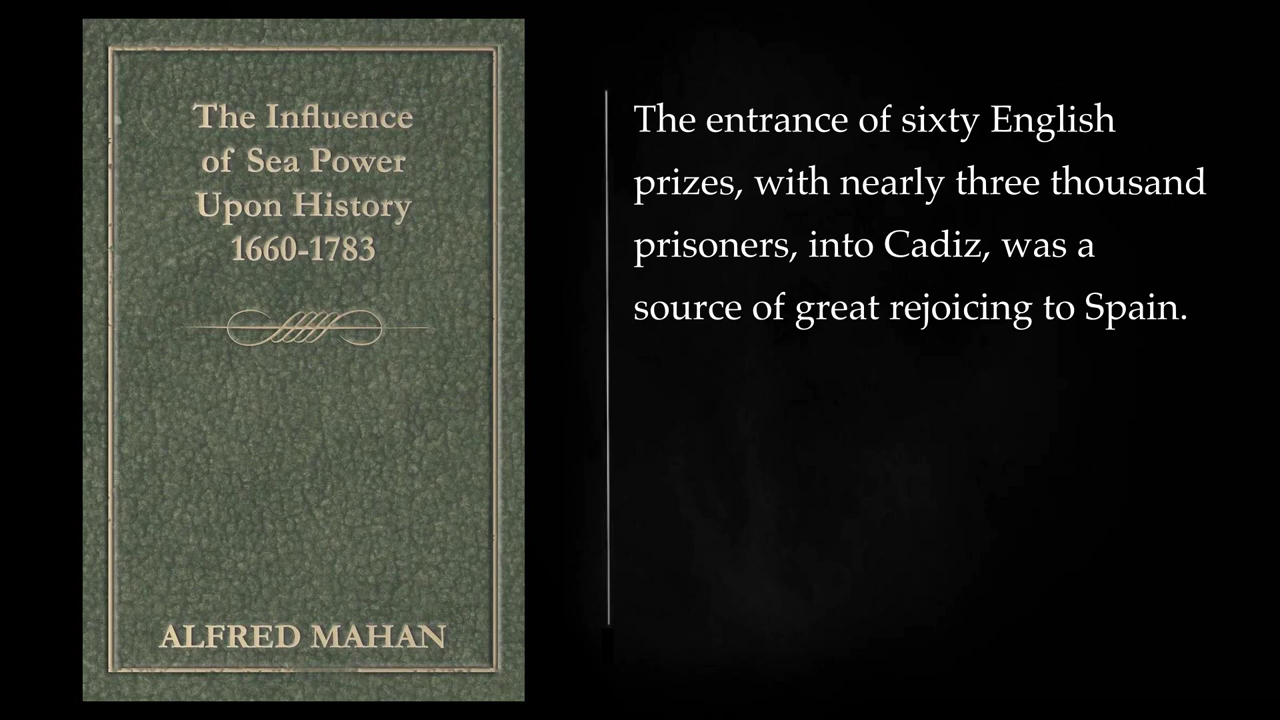 The Influence
of Sea Power
Upon History
1660-1783
ALFRED MAHAN
The entrance of sixty English
prizes, with nearly three thousand
prisoners, into Cadiz, was a
source of great rejoicing to Spain.